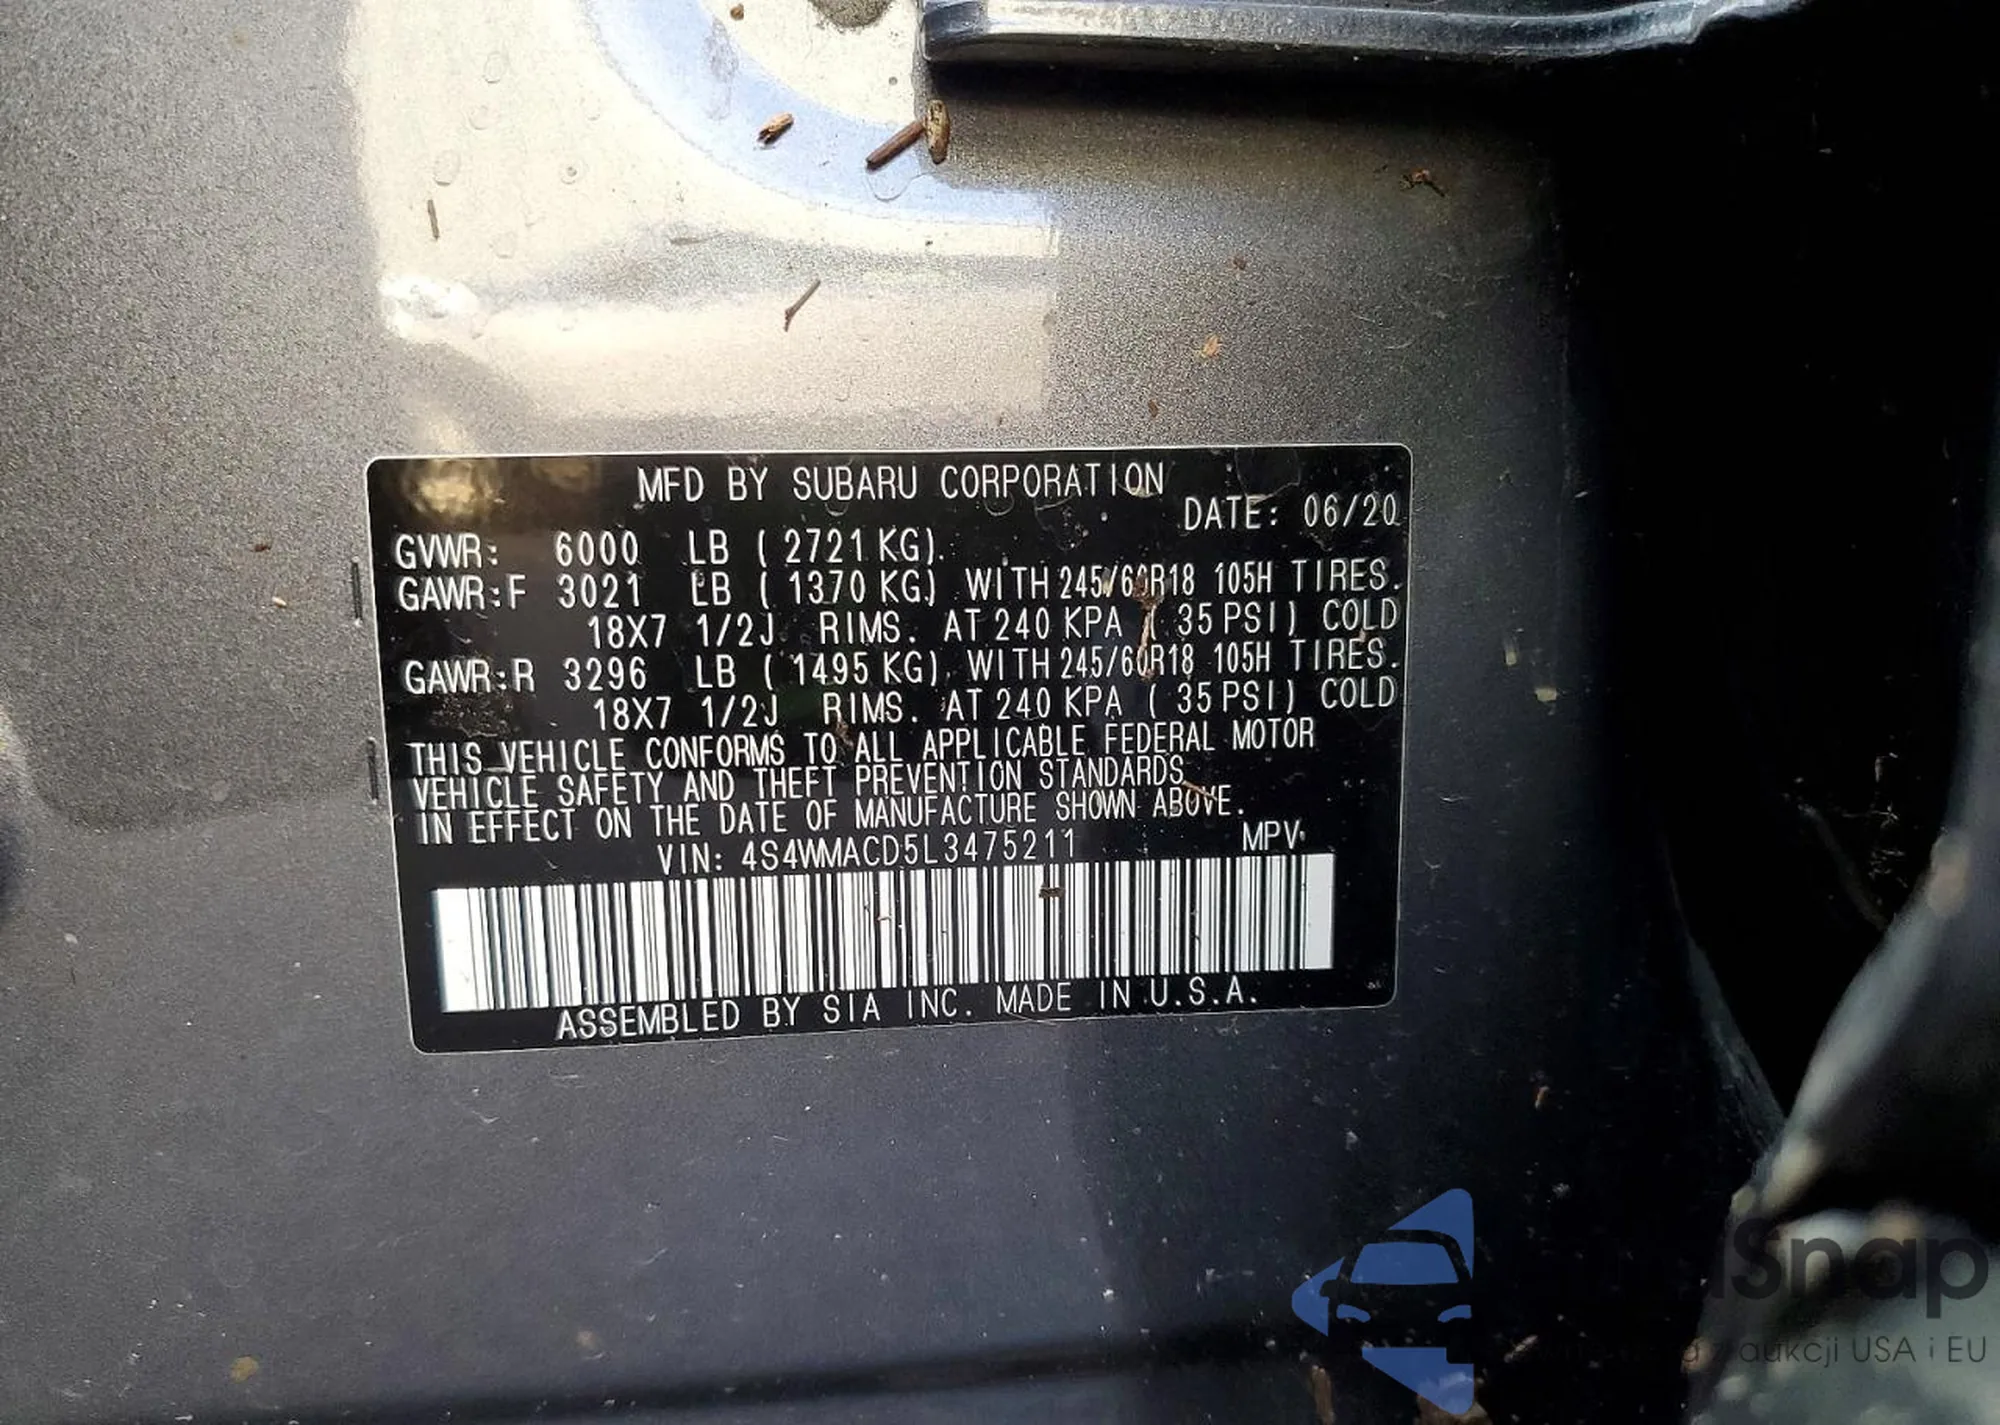 MFD BY SUBARU CORPORATION
DATE: 06/20
GVWR: 6000 LB ( 2721 KG).
GAWR:F 3021 LB ( 1370 KG) WITH 245/60R18 105H TIRES.
18X7 1/2J RIMS. AT 240 KPA ( 35 PSI) COLD
GAWR:R 3296 LB ( 1495 KG) WITH 245/60R18 105H TIRES.
18X7 1/2J RIMS. AT 240 KPA ( 35 PSI) COLD
THIS VEHICLE CONFORMS TO ALL APPLICABLE FEDERAL MOTOR
VEHICLE SAFETY AND THEFT PREVENTION STANDARDS
IN EFFECT ON THE DATE OF MANUFACTURE SHOWN ABOVE.
VIN: 4S4WMACD5L3475211 MPV
ASSEMBLED BY SIA INC. MADE IN U.S.A.
Snap
aukcji USA i EU